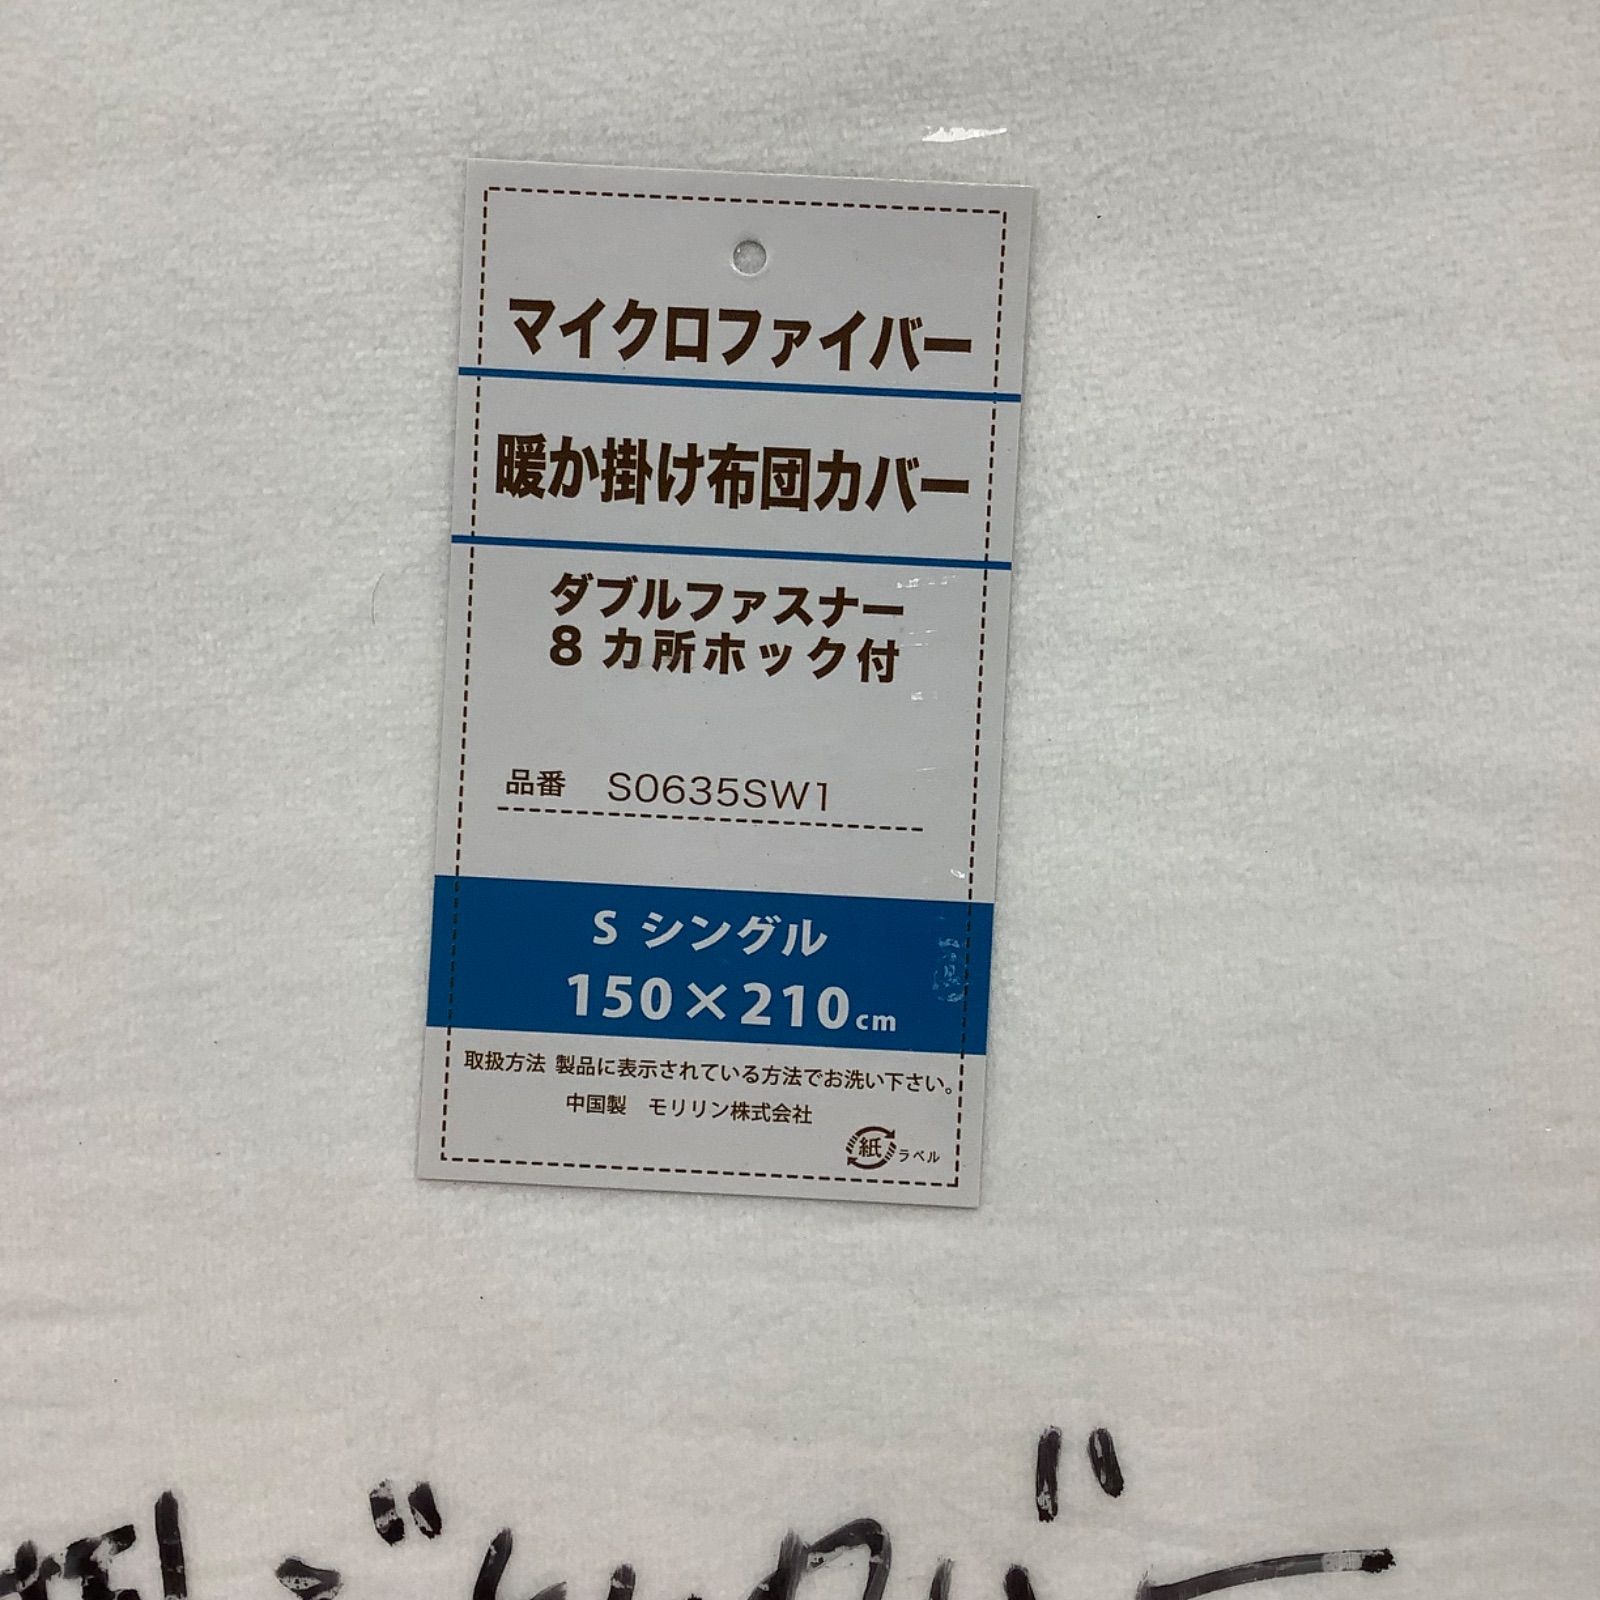 マイクロファイバー
暖か掛け布団カバー
ダブルファスナー
8カ所ホック付
品番 S0635SW1
S シングル
150×210cm
取扱方法 製品に表示されている方法でお洗い下さい。
中国製 モリリン株式会社
紙 ラベル